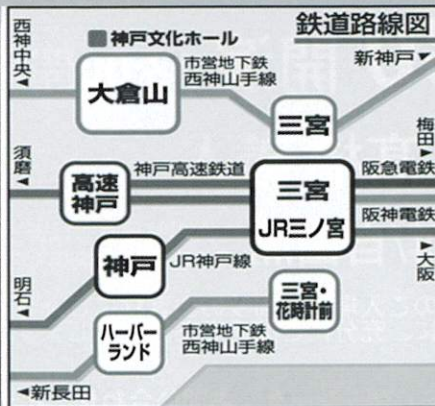 鉄道路線図
西神中央
■神戸文化ホール
市営地下鉄
西神山手線
新神戸▼
大倉山
三宮
梅田
須磨
神戸高速鉄道
阪急電鉄
高速
神戸
三宮
JR三ノ宮
阪神電鉄
神戸
JR神戸線
大阪
明石
三宮・
花時計前
ハーバー
ランド
市営地下鉄
西神山手線
◀新長田